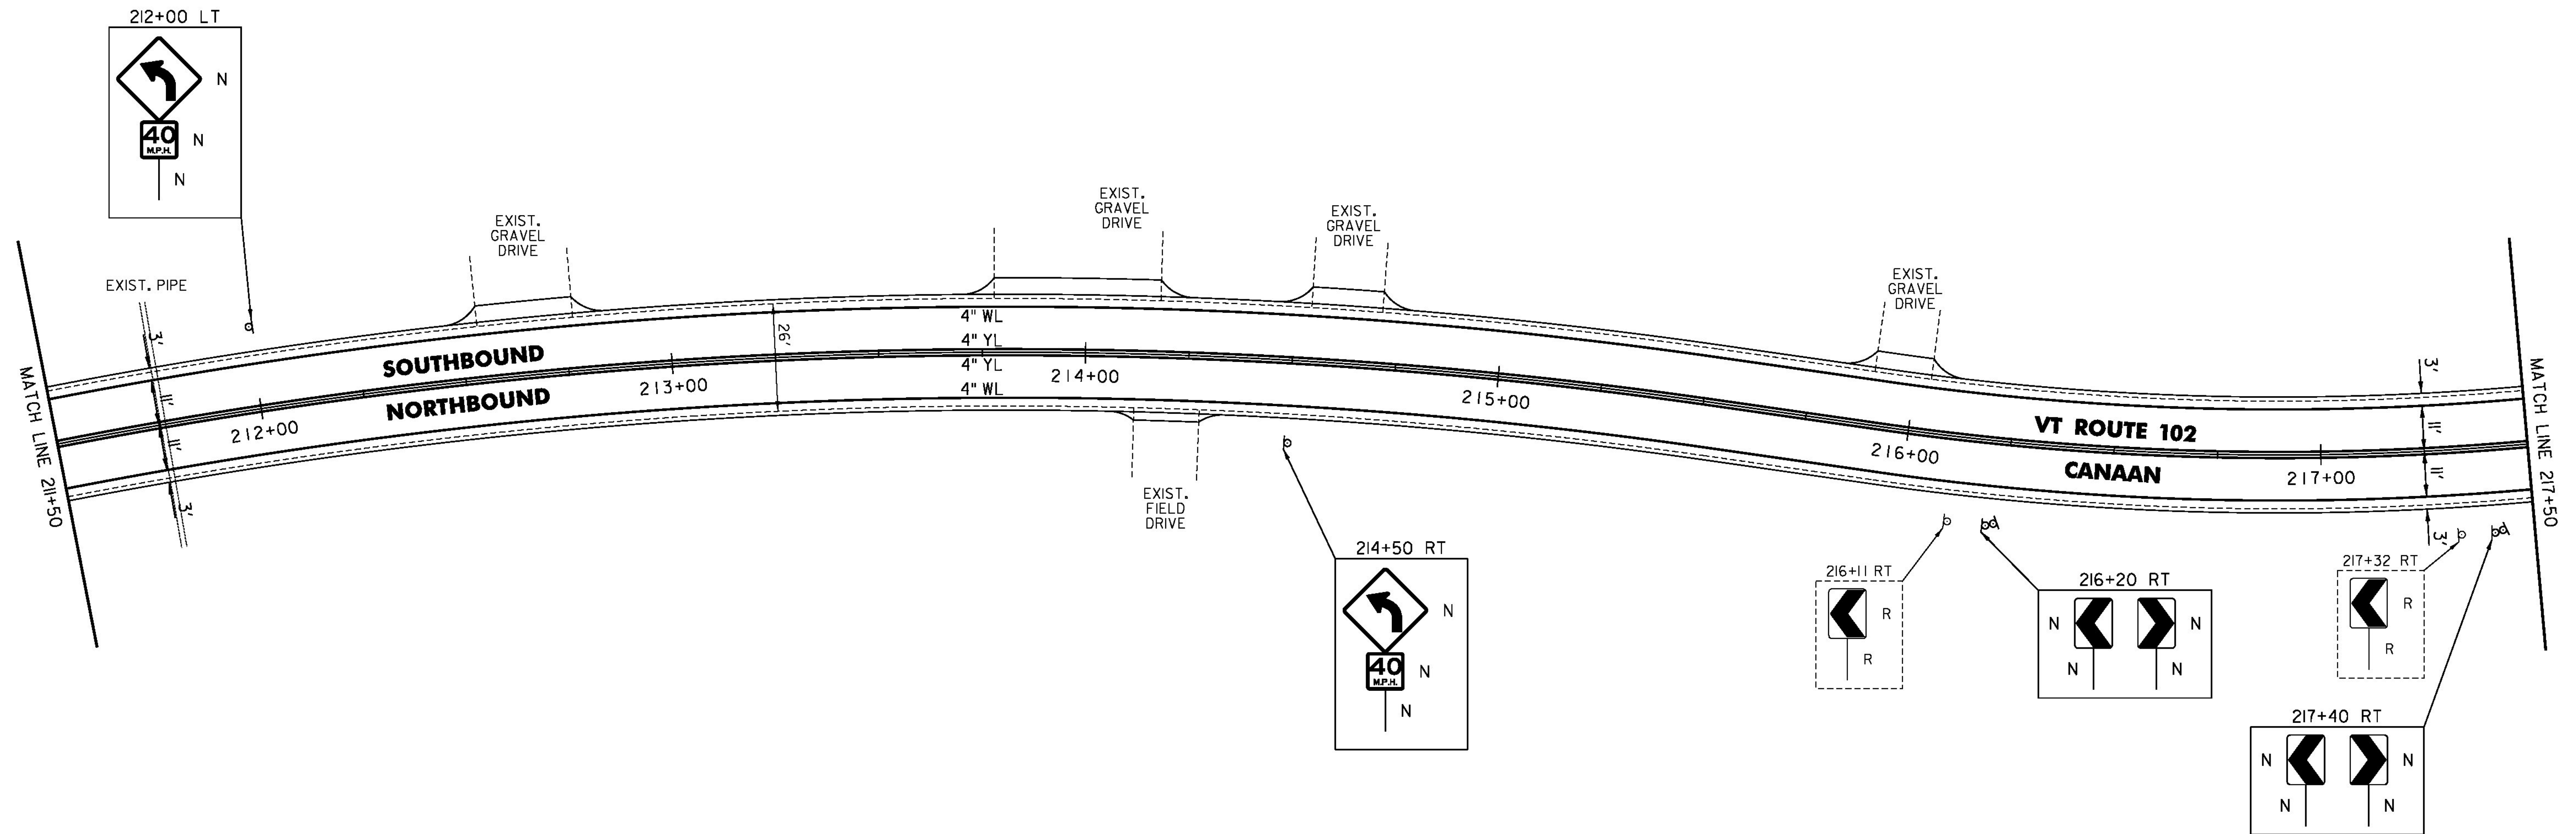 212+00 LT
N
40
M.P.H.
N
N
EXIST.
GRAVEL
DRIVE
EXIST.
GRAVEL
DRIVE
EXIST.
GRAVEL
DRIVE
EXIST.
GRAVEL
DRIVE
EXIST. PIPE
MATCH LINE 211+50
3'
11'
11'
3'
SOUTHBOUND
NORTHBOUND
26'
4" WL
4" YL
4" YL
4" WL
212+00
213+00
214+00
215+00
216+00
217+00
VT ROUTE 102
CANAAN
3'
11'
11'
3'
MATCH LINE 217+50
EXIST.
FIELD
DRIVE
214+50 RT
N
40
M.P.H.
N
N
216+11 RT
R
R
216+20 RT
N N
N N
217+32 RT
R
R
217+40 RT
N N
N N